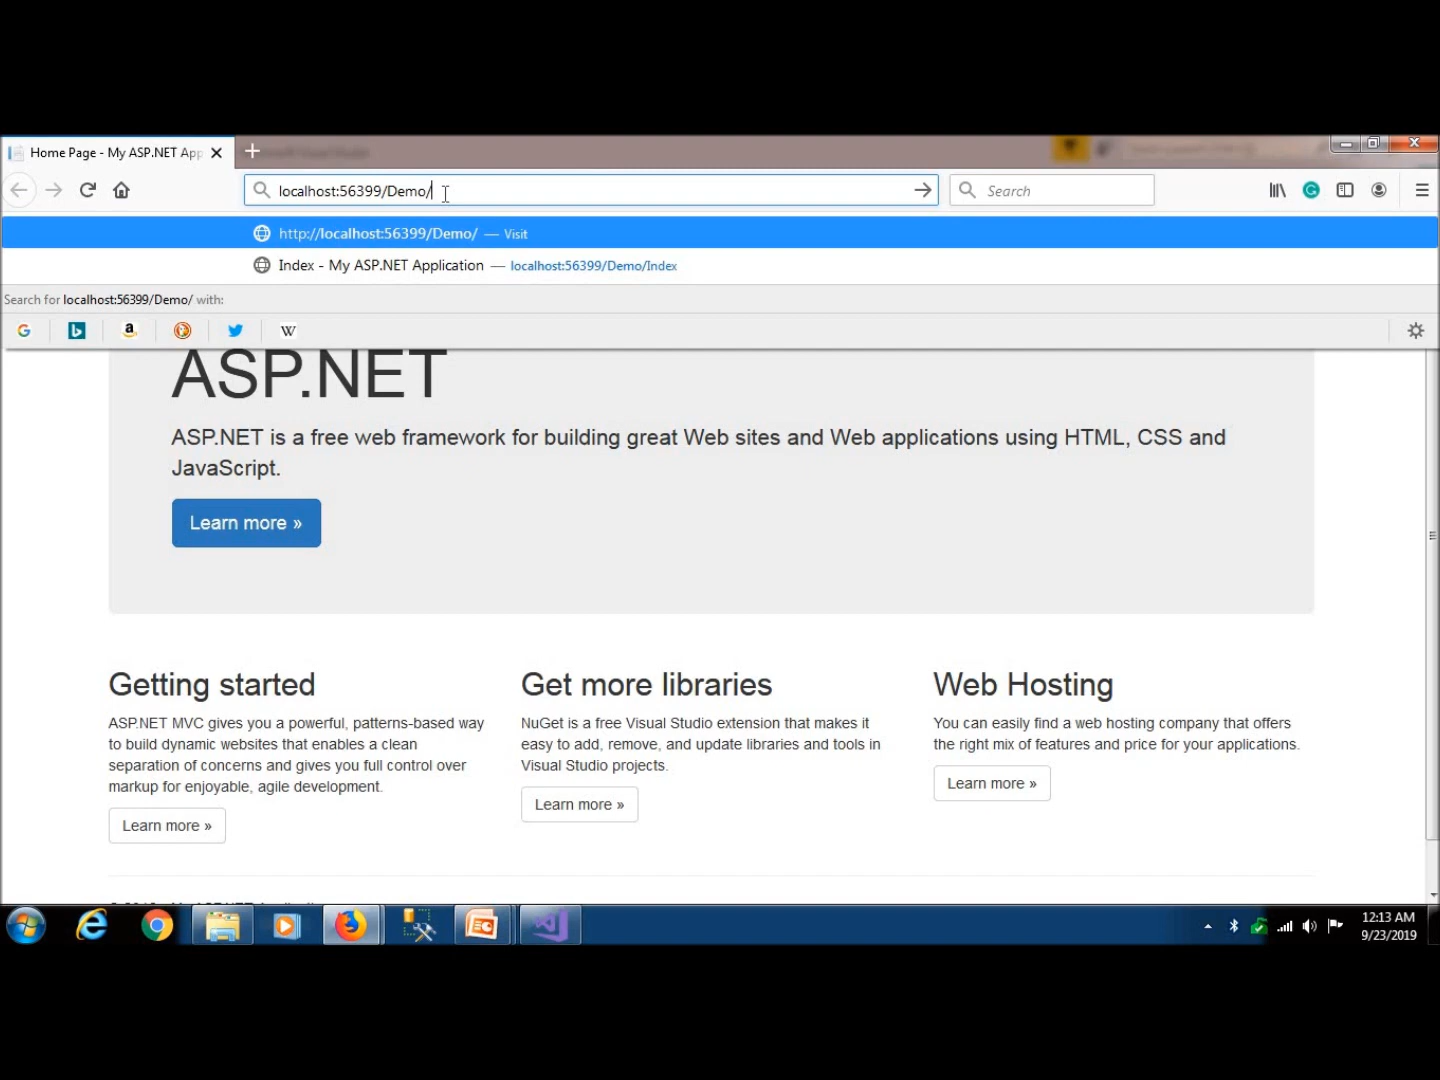 Home Page - My ASP.NET App
localhost:56399/Demo/
Search
http://localhost:56399/Demo/ — Visit
Index - My ASP.NET Application — localhost:56399/Demo/Index
Search for localhost:56399/Demo/ with:
ASP.NET
ASP.NET is a free web framework for building great Web sites and Web applications using HTML, CSS and
JavaScript.
Learn more »
Getting started
ASP.NET MVC gives you a powerful, patterns-based way
to build dynamic websites that enables a clean
separation of concerns and gives you full control over
markup for enjoyable, agile development.
Learn more »
Get more libraries
NuGet is a free Visual Studio extension that makes it
easy to add, remove, and update libraries and tools in
Visual Studio projects.
Learn more »
Web Hosting
You can easily find a web hosting company that offers
the right mix of features and price for your applications.
Learn more »
12:13 AM
9/23/2019